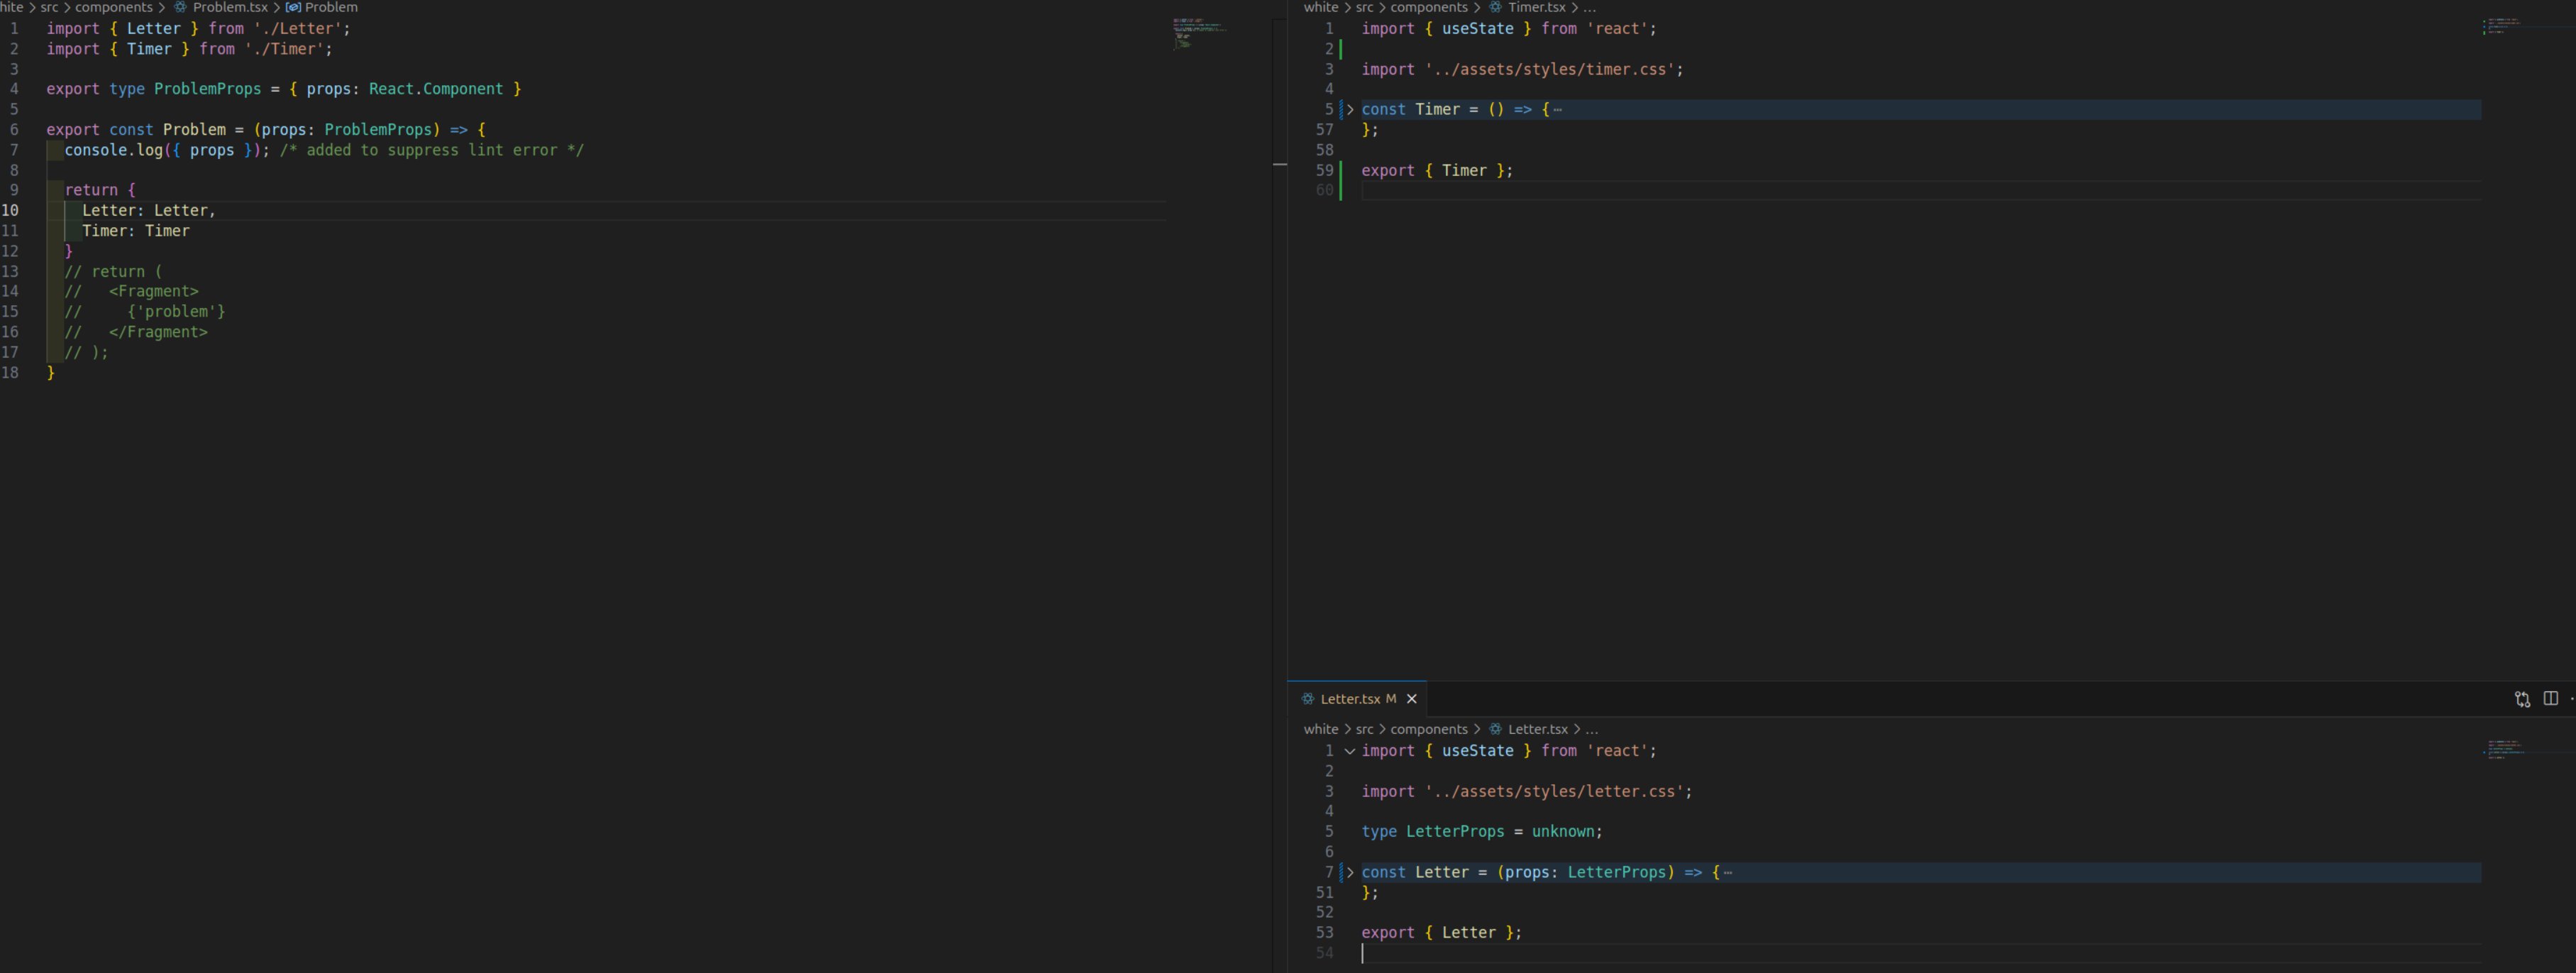 hite > src > components > Problem.tsx > Problem
1 import { Letter } from './Letter';
2 import { Timer } from './Timer';
3
4 export type ProblemProps = { props: React.Component }
5
6 export const Problem = (props: ProblemProps) => {
7   console.log({ props }); /* added to suppress lint error */
8
9   return {
10     Letter: Letter,
11     Timer: Timer
12   }
13   // return (
14   //   <Fragment>
15   //     {'problem'}
16   //   </Fragment>
17   // );
18 }
white > src > components > Timer.tsx > ...
1 import { useState } from 'react';
2
3 import '../assets/styles/timer.css';
4
5 const Timer = () => { ⋯
57 };
58
59 export { Timer };
60
Letter.tsx M
white > src > components > Letter.tsx > ...
1 import { useState } from 'react';
2
3 import '../assets/styles/letter.css';
4
5 type LetterProps = unknown;
6
7 const Letter = (props: LetterProps) => { ⋯
51 };
52
53 export { Letter };
54